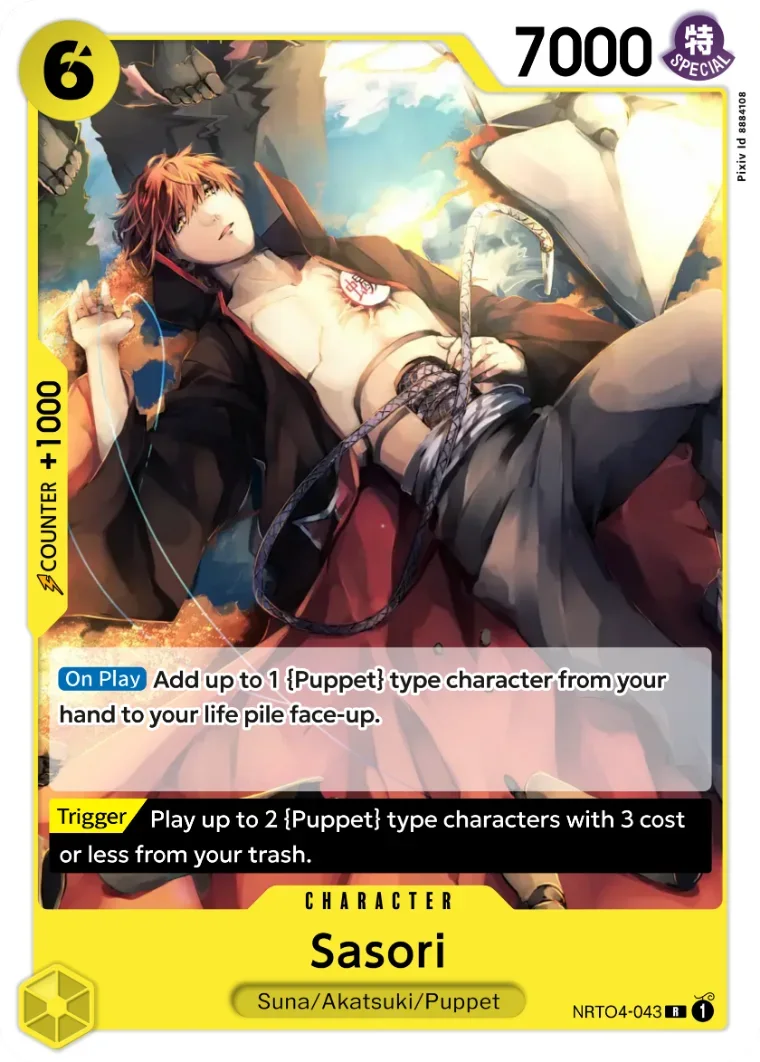 6
7000
特
SPECIAL
Pixiv Id 8884108
COUNTER +1000
On Play Add up to 1 {Puppet} type character from your
hand to your life pile face-up.
Trigger Play up to 2 {Puppet} type characters with 3 cost
or less from your trash.
CHARACTER
Sasori
Suna/Akatsuki/Puppet
NRTO4-043 R 1